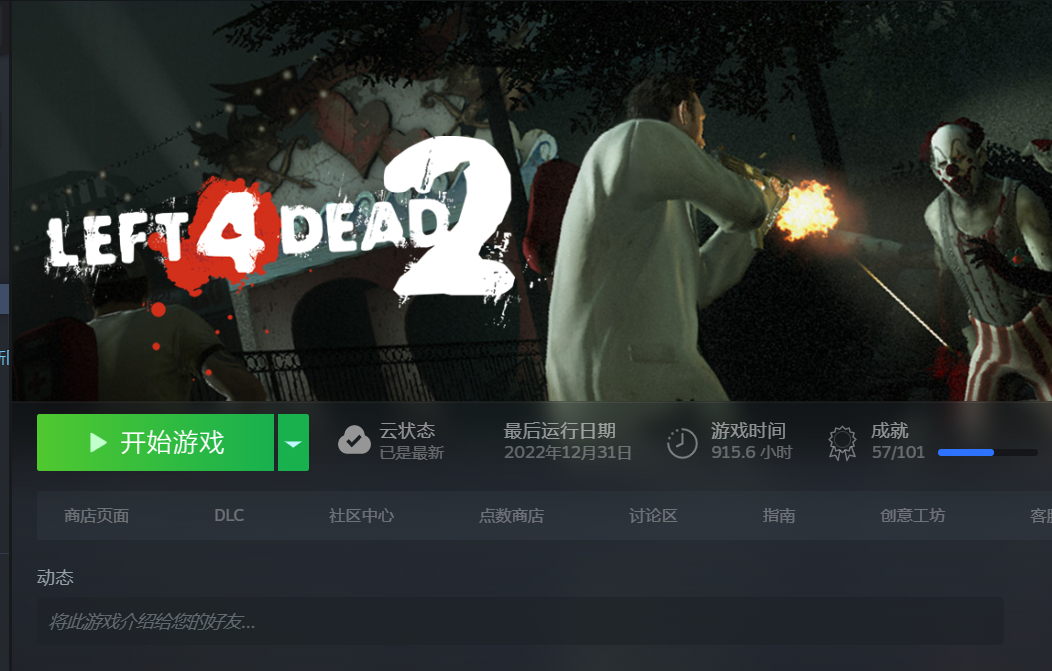 LEFT 4 DEAD 2™
开始游戏
云状态
已是最新
最后运行日期
2022年12月31日
游戏时间
915.6 小时
成就
57/101
商店页面 DLC 社区中心 点数商店 讨论区 指南 创意工坊
动态
将此游戏介绍给您的好友...